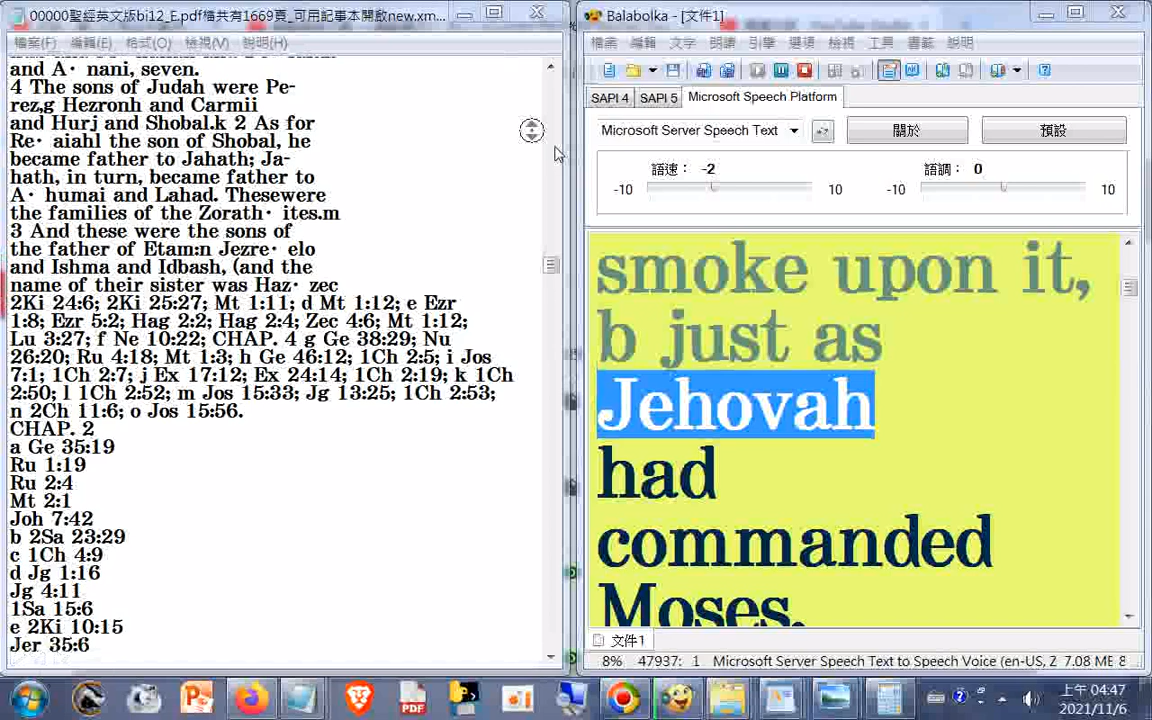 00000聖經英文版bi12_E.pdf檔共有1669頁_可用記事本開啟new.xm...
檔案(F) 編輯(E) 格式(O) 檢視(V) 說明(H)
and A· nani, seven.
4 The sons of Judah were Pe-
rez,g Hezronh and Carmii
and Hurj and Shobal.k 2 As for
Re· aiahl the son of Shobal, he
became father to Jahath; Ja-
hath, in turn, became father to
A· humai and Lahad. Thesewere
the families of the Zorath· ites.m
3 And these were the sons of
the father of Etam:n Jezre· elo
and Ishma and Idbash, (and the
name of their sister was Haz· zec
2Ki 24:6; 2Ki 25:27; Mt 1:11; d Mt 1:12; e Ezr
1:8; Ezr 5:2; Hag 2:2; Hag 2:4; Zec 4:6; Mt 1:12;
Lu 3:27; f Ne 10:22; CHAP. 4 g Ge 38:29; Nu
26:20; Ru 4:18; Mt 1:3; h Ge 46:12; 1Ch 2:5; i Jos
7:1; 1Ch 2:7; j Ex 17:12; Ex 24:14; 1Ch 2:19; k 1Ch
2:50; l 1Ch 2:52; m Jos 15:33; Jg 13:25; 1Ch 2:53;
n 2Ch 11:6; o Jos 15:56.
CHAP. 2
a Ge 35:19
Ru 1:19
Ru 2:4
Mt 2:1
Joh 7:42
b 2Sa 23:29
c 1Ch 4:9
d Jg 1:16
Jg 4:11
1Sa 15:6
e 2Ki 10:15
Jer 35:6
Balabolka - [文件1]
檔案 編輯 文字 朗讀 引擎 選項 檢視 工具 書籤 說明
SAPI 4 SAPI 5 Microsoft Speech Platform
Microsoft Server Speech Text 關於 預設
語速： -2 語調： 0
-10 10 -10 10
smoke upon it,
b just as
Jehovah
had
commanded
Moses.
文件1
8% 47937: 1 Microsoft Server Speech Text to Speech Voice (en-US, 2 7.08 MB 8
PDF
上午 04:47
2021/11/6